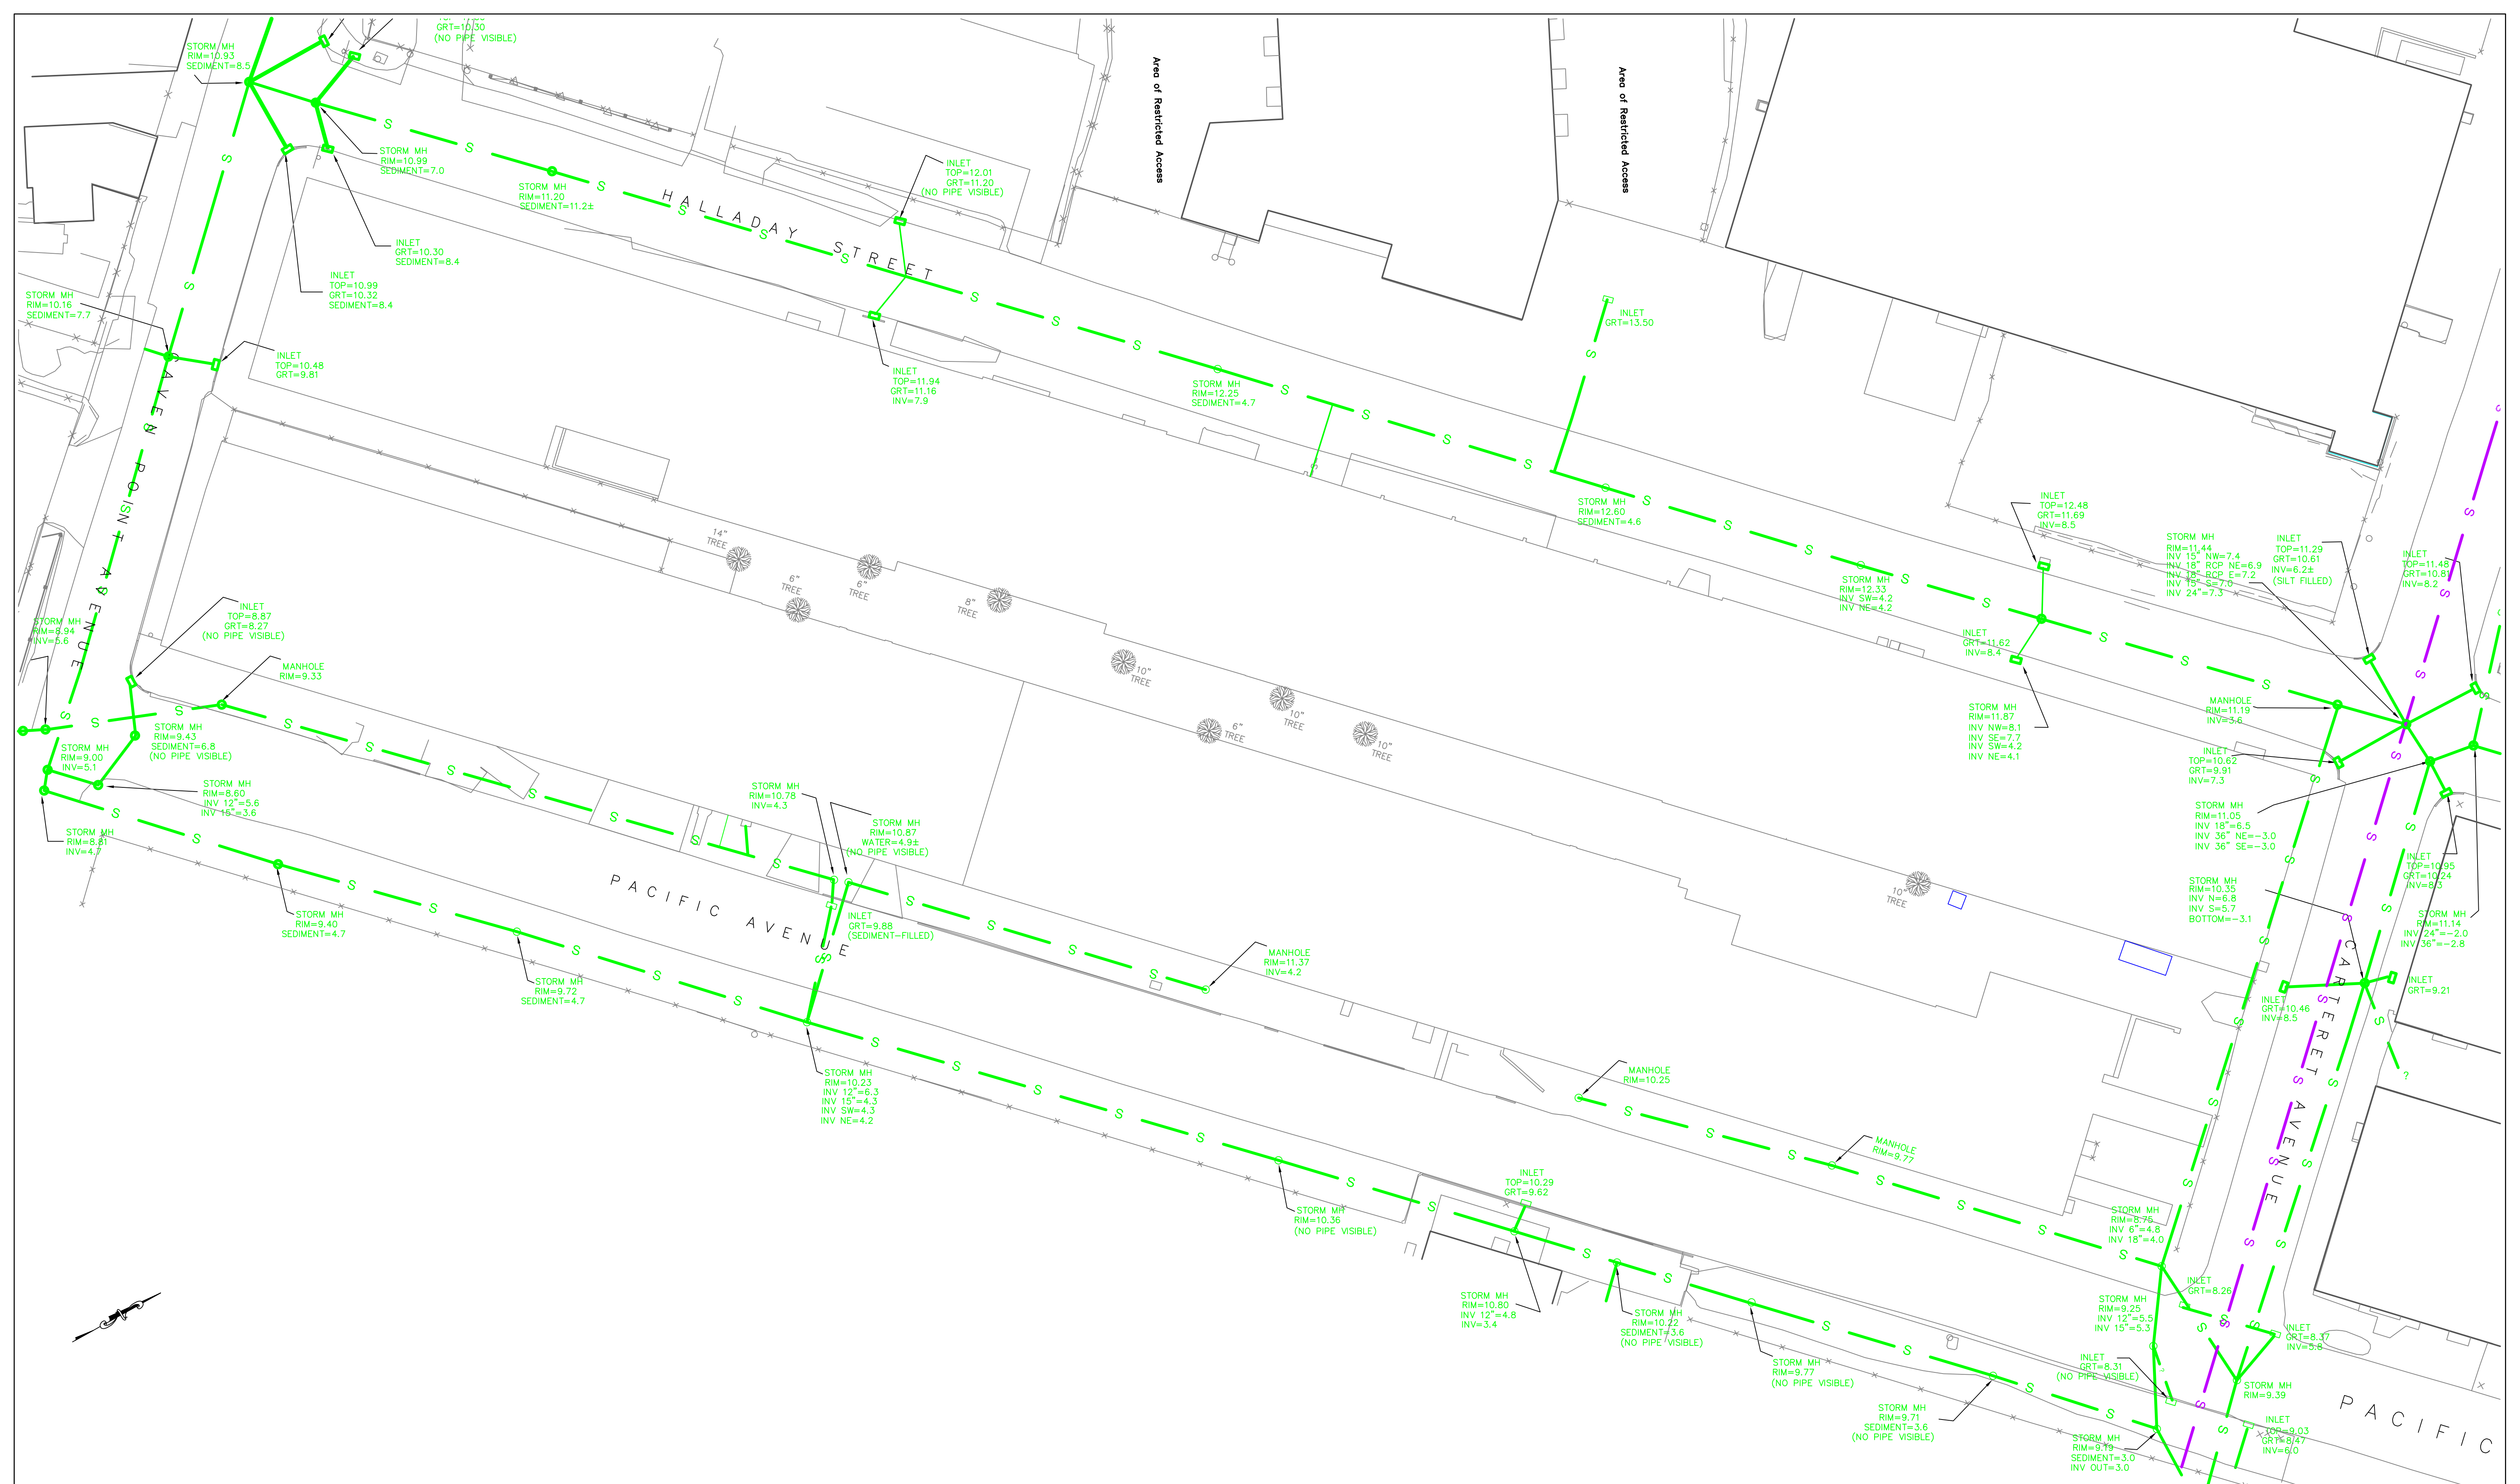 GRT=10.30
(NO PIPE VISIBLE)
STORM MH
RIM=10.93
SEDIMENT=8.5
STORM MH
RIM=10.99
SEDIMENT=7.0
STORM MH
RIM=11.20
SEDIMENT=11.2±
INLET
TOP=12.01
GRT=11.20
(NO PIPE VISIBLE)
Area of Restricted Access
Area of Restricted Access
HALLADAY STREET
INLET
GRT=10.30
SEDIMENT=8.4
INLET
TOP=10.99
GRT=10.32
SEDIMENT=8.4
STORM MH
RIM=10.16
SEDIMENT=7.7
INLET
TOP=10.48
GRT=9.81
INLET
TOP=11.94
GRT=11.16
INV=7.9
STORM MH
RIM=12.25
SEDIMENT=4.7
INLET
GRT=13.50
CAVEN POINT AVENUE
STORM MH
RIM=12.60
SEDIMENT=4.6
STORM MH
RIM=12.33
INV SW=4.2
INV NE=4.2
INLET
TOP=12.48
GRT=11.69
INV=8.5
STORM MH
RIM=11.44
INV 15" NW=7.4
INV 18" RCP NE=6.9
INV 18" RCP E=7.2
INV 15" S=7.0
INV 24"=7.3
INLET
TOP=11.29
GRT=10.61
INV=6.2±
(SILT FILLED)
INLET
TOP=11.48
GRT=10.81
INV=8.2
14"
TREE
6"
TREE
6"
TREE
8"
TREE
10"
TREE
6"
TREE
10"
TREE
10"
TREE
10"
TREE
STORM MH
RIM=8.94
INV=5.6
INLET
TOP=8.87
GRT=8.27
(NO PIPE VISIBLE)
MANHOLE
RIM=9.33
STORM MH
RIM=9.43
SEDIMENT=6.8
(NO PIPE VISIBLE)
STORM MH
RIM=9.00
INV=5.1
STORM MH
RIM=8.60
INV 12"=5.6
INV 15"=3.6
STORM MH
RIM=8.81
INV=4.7
INLET
GRT=11.62
INV=8.4
STORM MH
RIM=11.87
INV NW=8.1
INV SE=7.7
INV SW=4.2
INV NE=4.1
MANHOLE
RIM=11.19
INV=3.6
INLET
TOP=10.62
GRT=9.91
INV=7.3
STORM MH
RIM=11.05
INV 18"=6.5
INV 36" NE=-3.0
INV 36" SE=-3.0
INLET
TOP=10.95
GRT=10.24
INV=8.3
STORM MH
RIM=10.35
INV N=6.8
INV S=5.7
BOTTOM=-3.1
STORM MH
RIM=11.14
INV 24"=-2.0
INV 36"=-2.8
STORM MH
RIM=10.78
INV=4.3
STORM MH
RIM=10.87
WATER=4.9±
(NO PIPE VISIBLE)
PACIFIC AVENUE
INLET
GRT=9.88
(SEDIMENT-FILLED)
STORM MH
RIM=9.40
SEDIMENT=4.7
STORM MH
RIM=9.72
SEDIMENT=4.7
MANHOLE
RIM=11.37
INV=4.2
INLET
GRT=9.21
INLET
GRT=10.46
INV=8.5
CARTERET AVENUE
?
STORM MH
RIM=10.23
INV 12"=6.3
INV 15"=4.3
INV SW=4.3
INV NE=4.2
MANHOLE
RIM=10.25
MANHOLE
RIM=9.77
INLET
TOP=10.29
GRT=9.62
STORM MH
RIM=10.36
(NO PIPE VISIBLE)
STORM MH
RIM=8.75
INV 6"=4.8
INV 18"=4.0
INLET
GRT=8.26
STORM MH
RIM=10.80
INV 12"=4.8
INV=3.4
STORM MH
RIM=10.22
SEDIMENT=3.6
(NO PIPE VISIBLE)
STORM MH
RIM=9.25
INV 12"=5.5
INV 15"=5.3
INLET
GRT=8.37
INV=5.8
STORM MH
RIM=9.77
(NO PIPE VISIBLE)
INLET
GRT=8.31
(NO PIPE VISIBLE)
STORM MH
RIM=9.39
STORM MH
RIM=9.71
SEDIMENT=3.6
(NO PIPE VISIBLE)
STORM MH
RIM=9.19
SEDIMENT=3.0
INV OUT=3.0
INLET
TOP=9.03
GRT=8.47
INV=6.0
PACIFIC